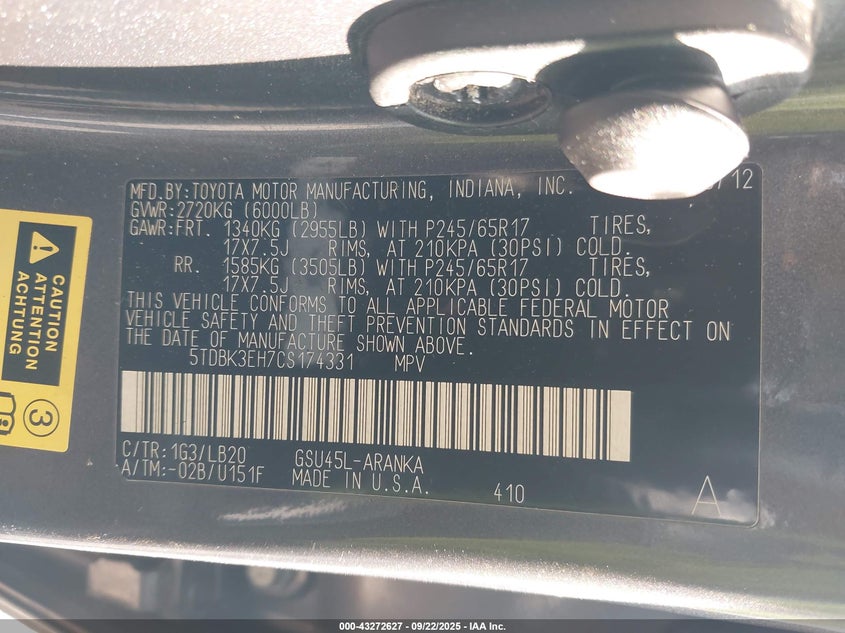 MFD.BY:TOYOTA MOTOR MANUFACTURING, INDIANA, INC. /12
GVWR:2720KG (6000LB)
GAWR:FRT. 1340KG (2955LB) WITH P245/65R17 TIRES,
17X7.5J RIMS, AT 210KPA (30PSI) COLD.
RR. 1585KG (3505LB) WITH P245/65R17 TIRES,
17X7.5J RIMS, AT 210KPA (30PSI) COLD.
THIS VEHICLE CONFORMS TO ALL APPLICABLE FEDERAL MOTOR
VEHICLE SAFETY AND THEFT PREVENTION STANDARDS IN EFFECT ON
THE DATE OF MANUFACTURE SHOWN ABOVE.
5TDBK3EH7CS174331 MPV
C/TR:1G3/LB20 GSU45L-ARANKA
A/TM:-02B/U151F MADE IN U.S.A. 410 A
CAUTION
ATTENTION
ACHTUNG
3
000-43272627 - 09/22/2025 - IAA Inc.